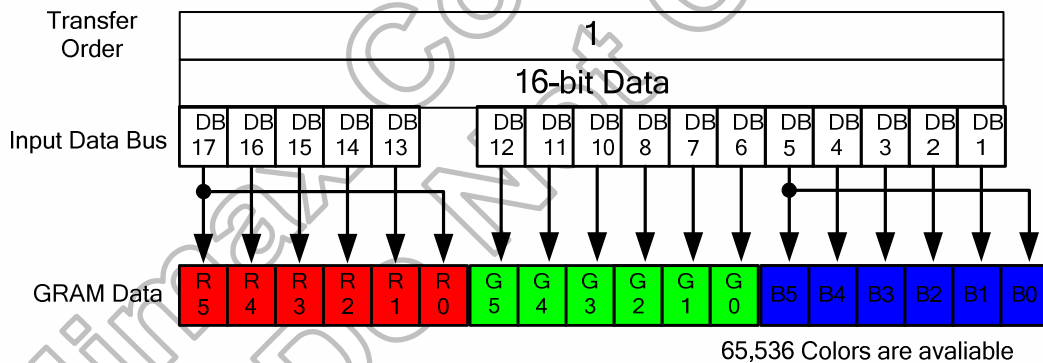 Transfer Order
1
16-bit Data
Input Data Bus
DB 17 DB 16 DB 15 DB 14 DB 13 DB 12 DB 11 DB 10 DB 8 DB 7 DB 6 DB 5 DB 4 DB 3 DB 2 DB 1
GRAM Data
R 5 R 4 R 3 R 2 R 1 R 0 G 5 G 4 G 3 G 2 G 1 G 0 B5 B4 B3 B2 B1 B0
65,536 Colors are avaliable